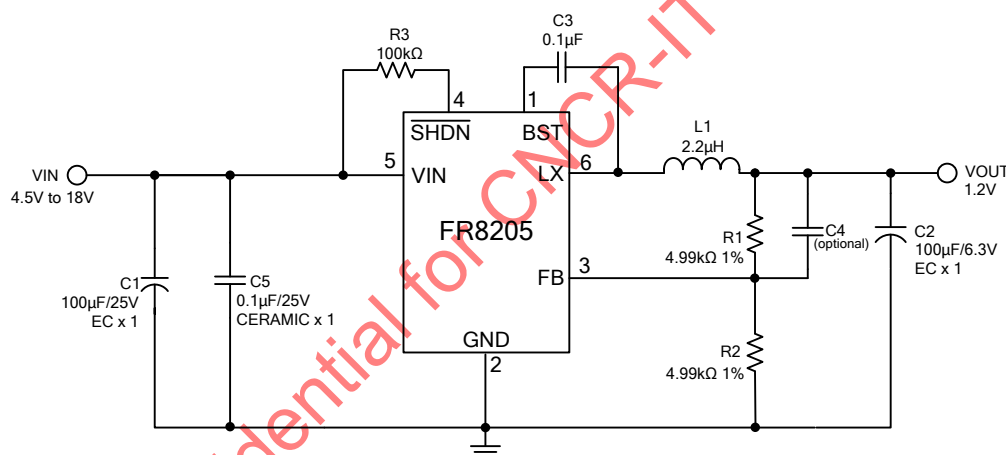 C3
0.1µF
R3
100kΩ
4
1
SHDN
BST
L1
2.2µH
VIN
4.5V to 18V
5
VIN
LX
6
VOUT
1.2V
FR8205
R1
4.99kΩ 1%
C4
(optional)
C2
100µF/6.3V
EC x 1
FB
3
C1
100µF/25V
EC x 1
C5
0.1µF/25V
CERAMIC x 1
GND
2
R2
4.99kΩ 1%
idential for CNCR-IT